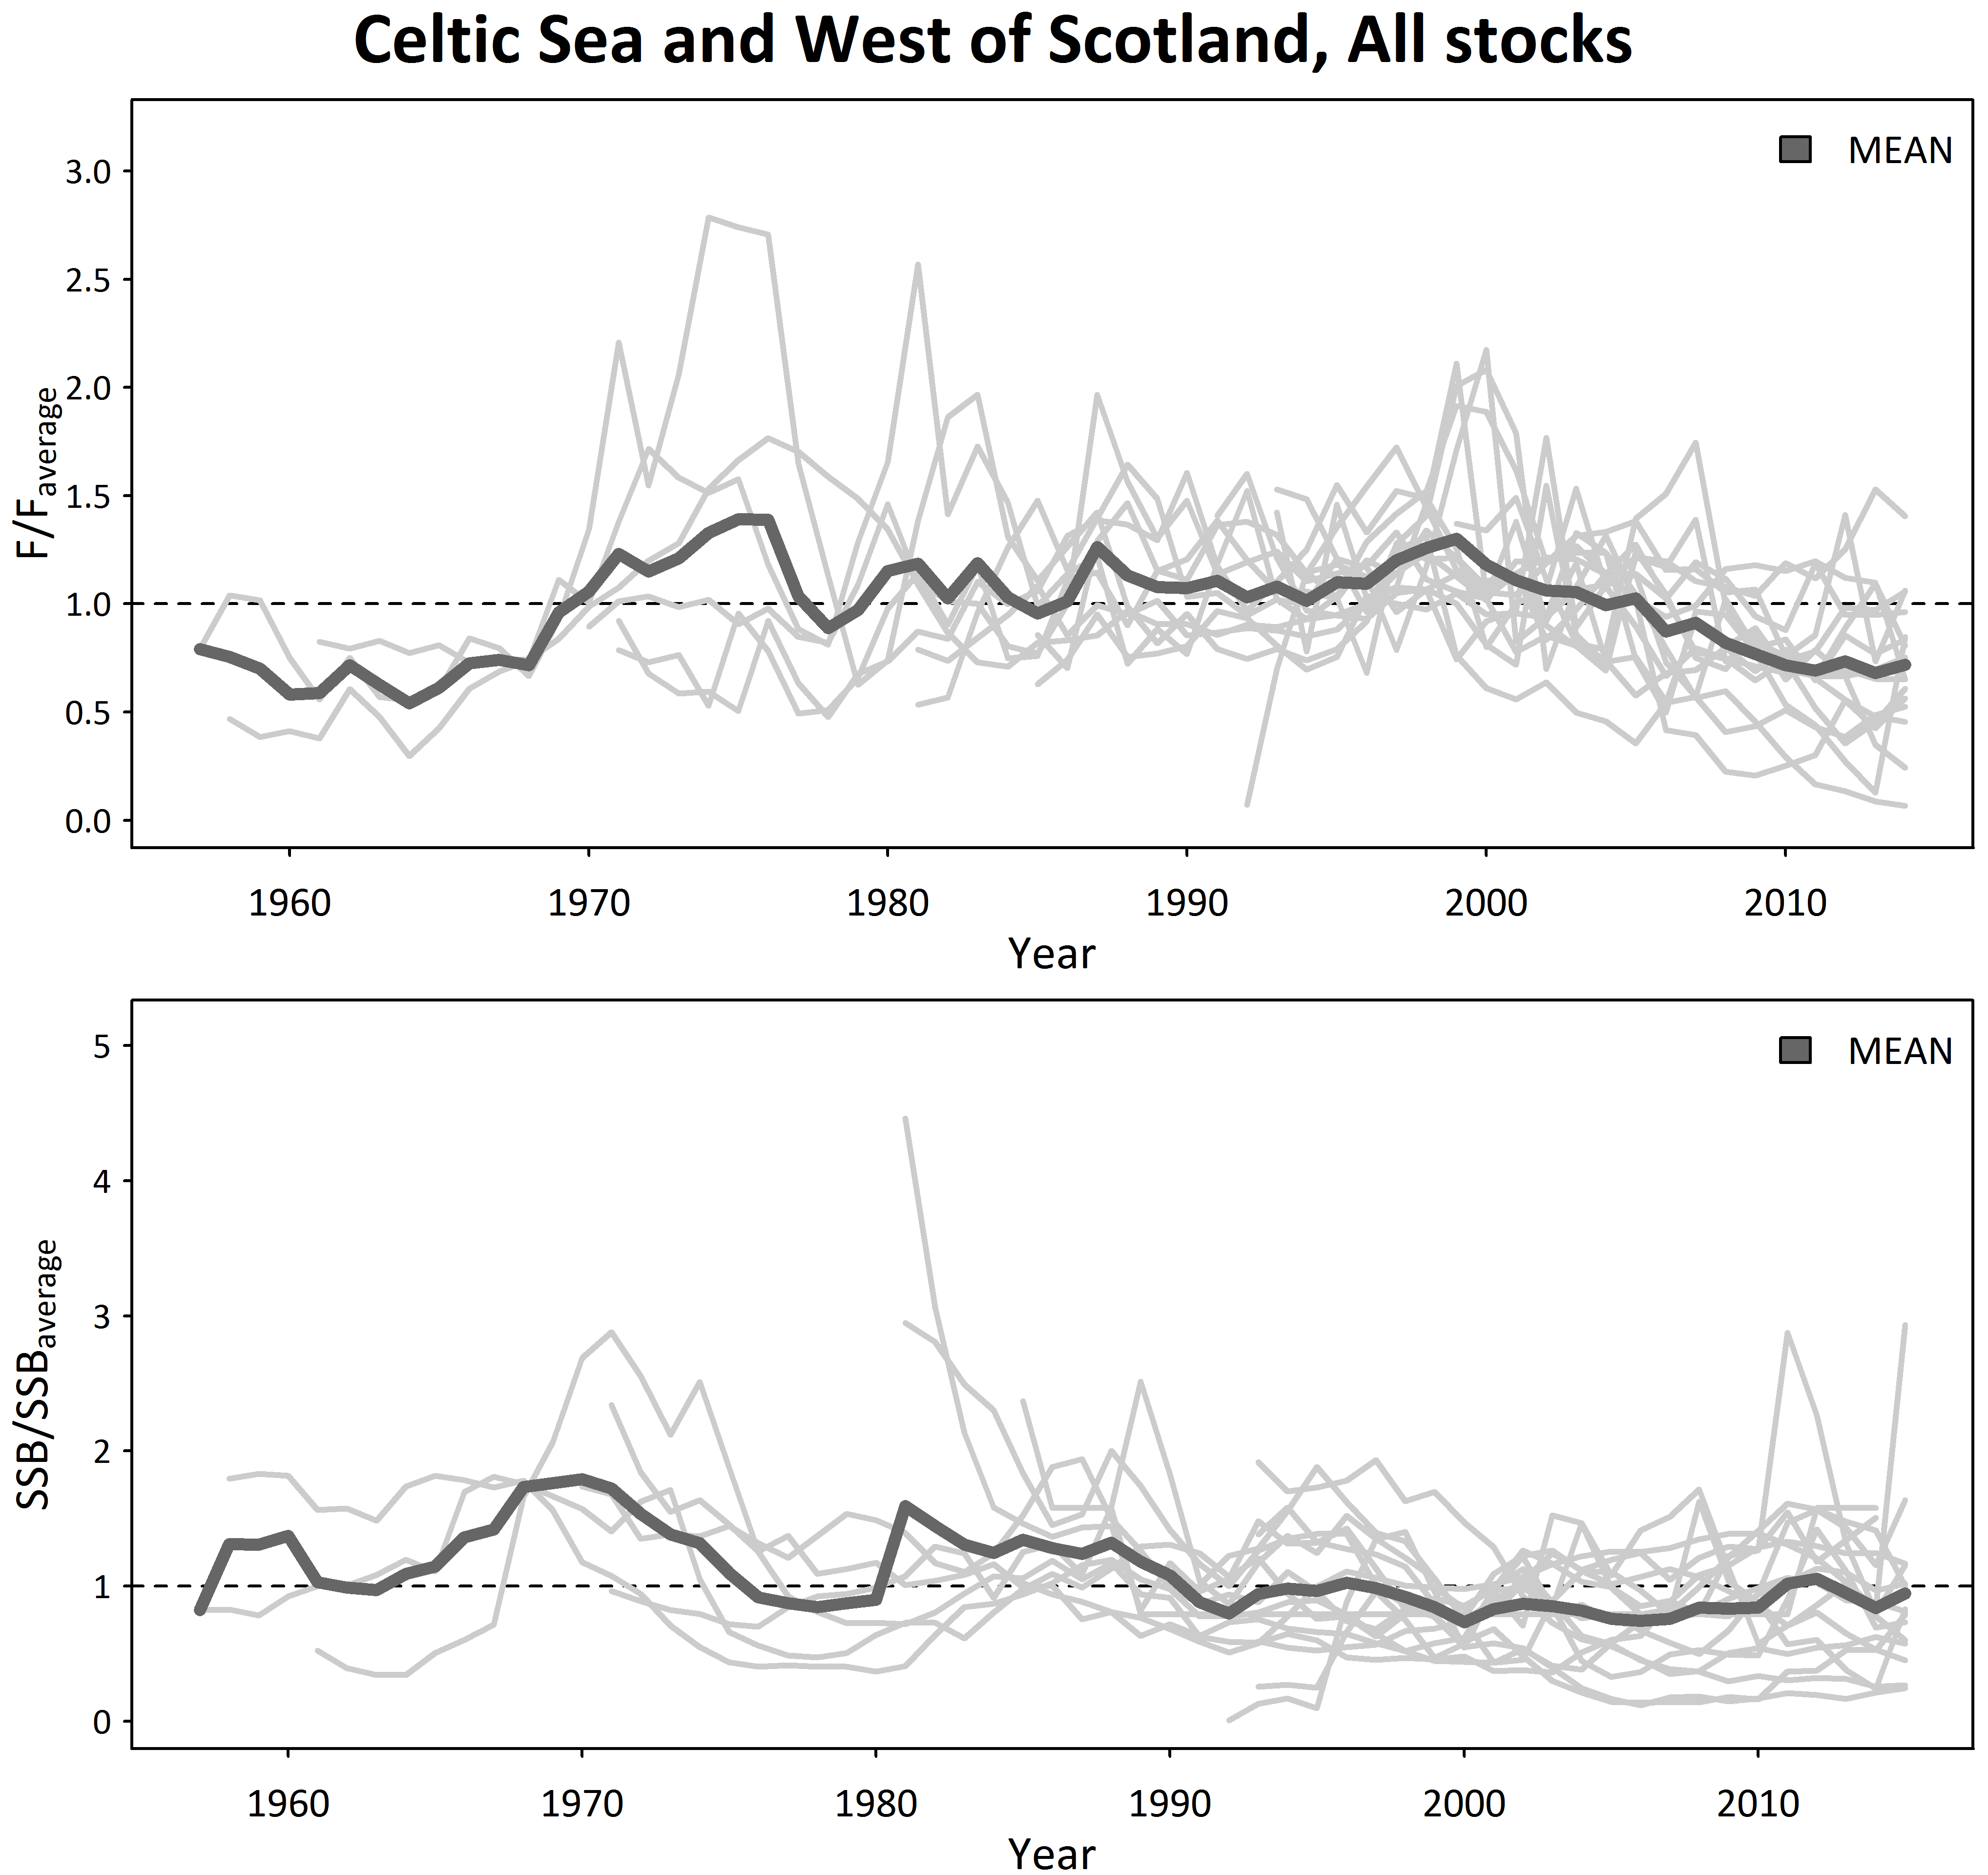 Celtic Sea and West of Scotland, All stocks
MEAN
F/Faverage
3.0
2.5
2.0
1.5
1.0
0.5
0.0
1960 1970 1980 1990 2000 2010
Year
MEAN
SSB/SSBaverage
5
4
3
2
1
0
1960 1970 1980 1990 2000 2010
Year